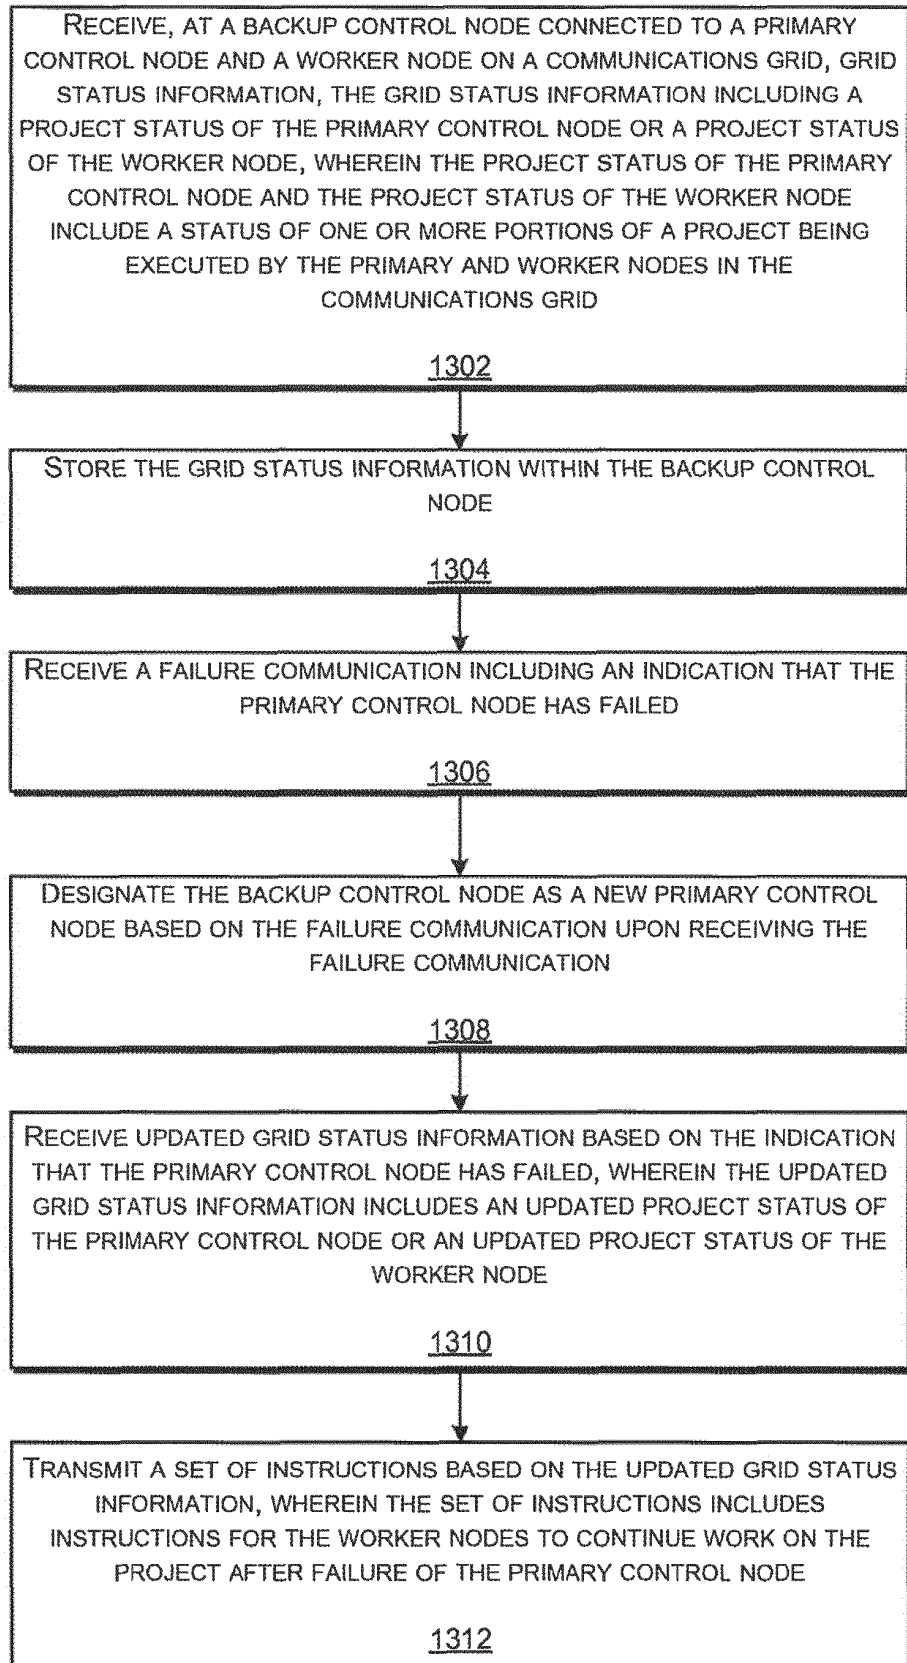 RECEIVE, AT A BACKUP CONTROL NODE CONNECTED TO A PRIMARY
CONTROL NODE AND A WORKER NODE ON A COMMUNICATIONS GRID, GRID
STATUS INFORMATION, THE GRID STATUS INFORMATION INCLUDING A
PROJECT STATUS OF THE PRIMARY CONTROL NODE OR A PROJECT STATUS
OF THE WORKER NODE, WHEREIN THE PROJECT STATUS OF THE PRIMARY
CONTROL NODE AND THE PROJECT STATUS OF THE WORKER NODE
INCLUDE A STATUS OF ONE OR MORE PORTIONS OF A PROJECT BEING
EXECUTED BY THE PRIMARY AND WORKER NODES IN THE
COMMUNICATIONS GRID
1302
STORE THE GRID STATUS INFORMATION WITHIN THE BACKUP CONTROL
NODE
1304
RECEIVE A FAILURE COMMUNICATION INCLUDING AN INDICATION THAT THE
PRIMARY CONTROL NODE HAS FAILED
1306
DESIGNATE THE BACKUP CONTROL NODE AS A NEW PRIMARY CONTROL
NODE BASED ON THE FAILURE COMMUNICATION UPON RECEIVING THE
FAILURE COMMUNICATION
1308
RECEIVE UPDATED GRID STATUS INFORMATION BASED ON THE INDICATION
THAT THE PRIMARY CONTROL NODE HAS FAILED, WHEREIN THE UPDATED
GRID STATUS INFORMATION INCLUDES AN UPDATED PROJECT STATUS OF
THE PRIMARY CONTROL NODE OR AN UPDATED PROJECT STATUS OF THE
WORKER NODE
1310
TRANSMIT A SET OF INSTRUCTIONS BASED ON THE UPDATED GRID STATUS
INFORMATION, WHEREIN THE SET OF INSTRUCTIONS INCLUDES
INSTRUCTIONS FOR THE WORKER NODES TO CONTINUE WORK ON THE
PROJECT AFTER FAILURE OF THE PRIMARY CONTROL NODE
1312